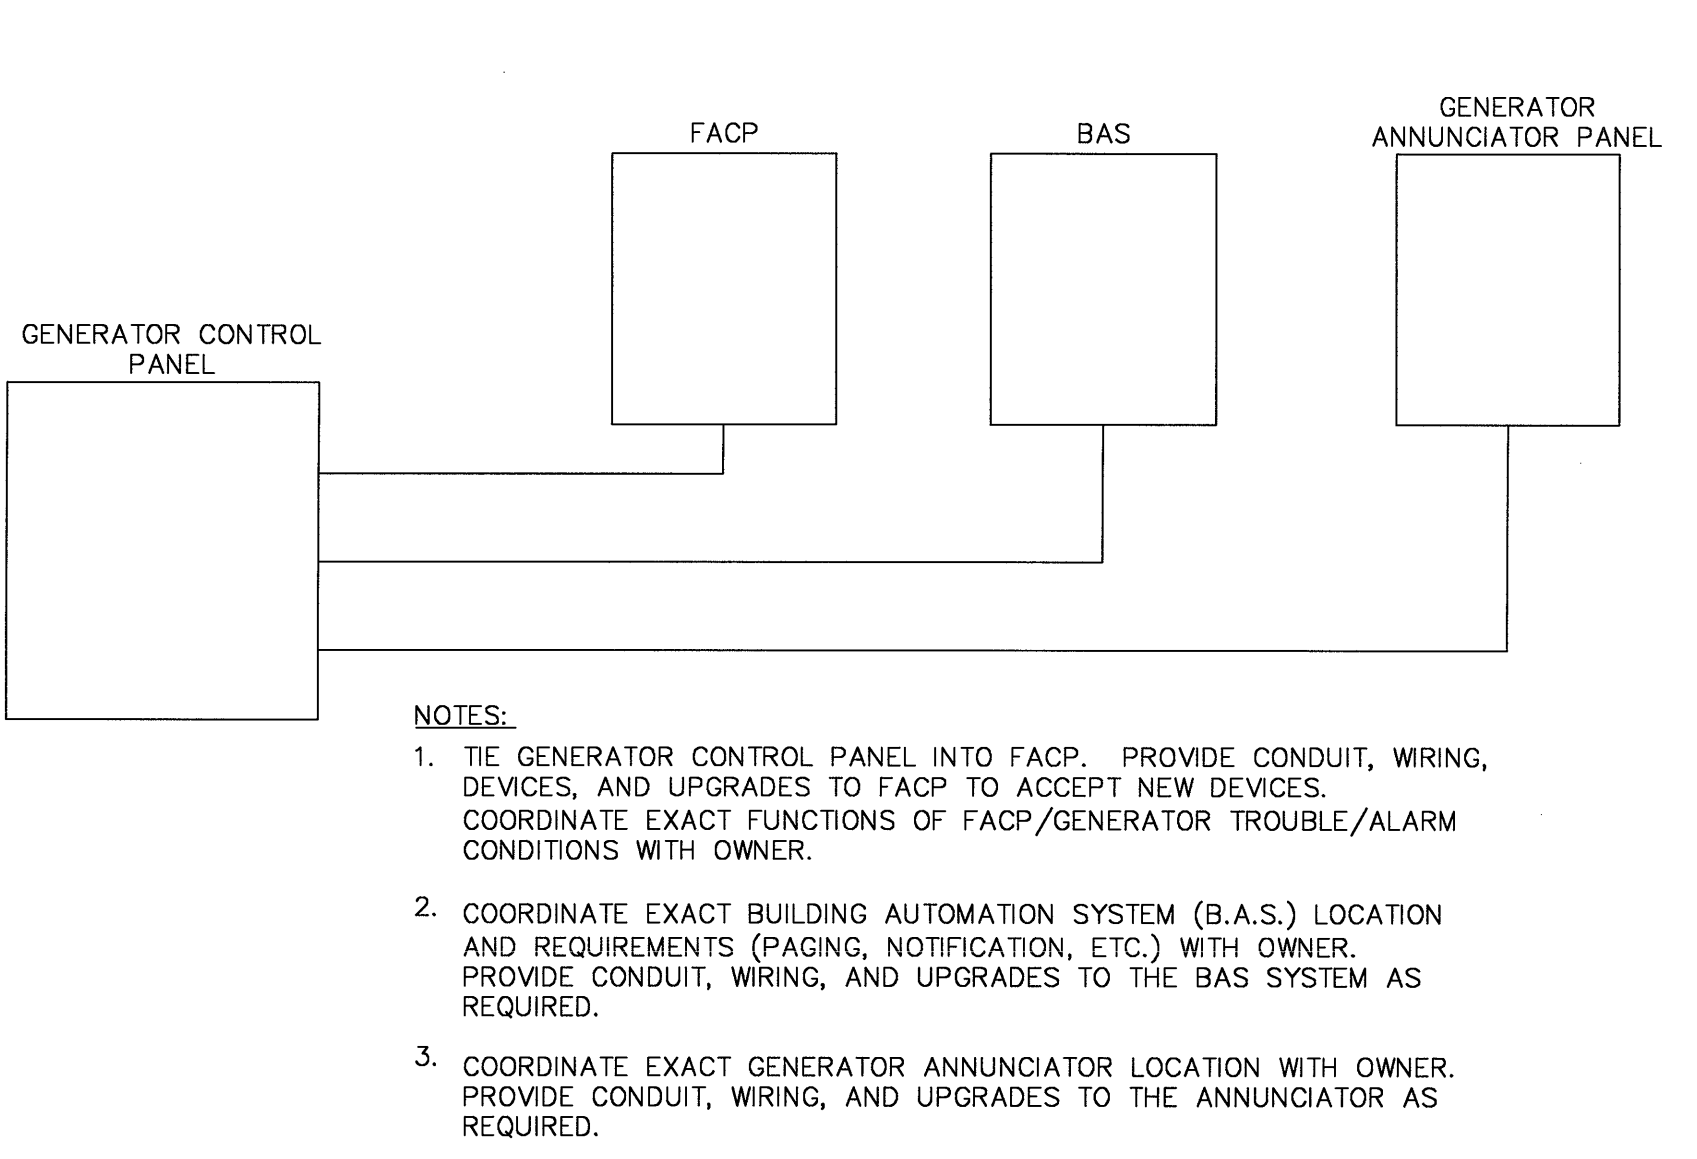 FACP
BAS
GENERATOR
ANNUNCIATOR PANEL
GENERATOR CONTROL
PANEL
NOTES:
1. TIE GENERATOR CONTROL PANEL INTO FACP. PROVIDE CONDUIT, WIRING,
DEVICES, AND UPGRADES TO FACP TO ACCEPT NEW DEVICES.
COORDINATE EXACT FUNCTIONS OF FACP/GENERATOR TROUBLE/ALARM
CONDITIONS WITH OWNER.
2. COORDINATE EXACT BUILDING AUTOMATION SYSTEM (B.A.S.) LOCATION
AND REQUIREMENTS (PAGING, NOTIFICATION, ETC.) WITH OWNER.
PROVIDE CONDUIT, WIRING, AND UPGRADES TO THE BAS SYSTEM AS
REQUIRED.
3. COORDINATE EXACT GENERATOR ANNUNCIATOR LOCATION WITH OWNER.
PROVIDE CONDUIT, WIRING, AND UPGRADES TO THE ANNUNCIATOR AS
REQUIRED.